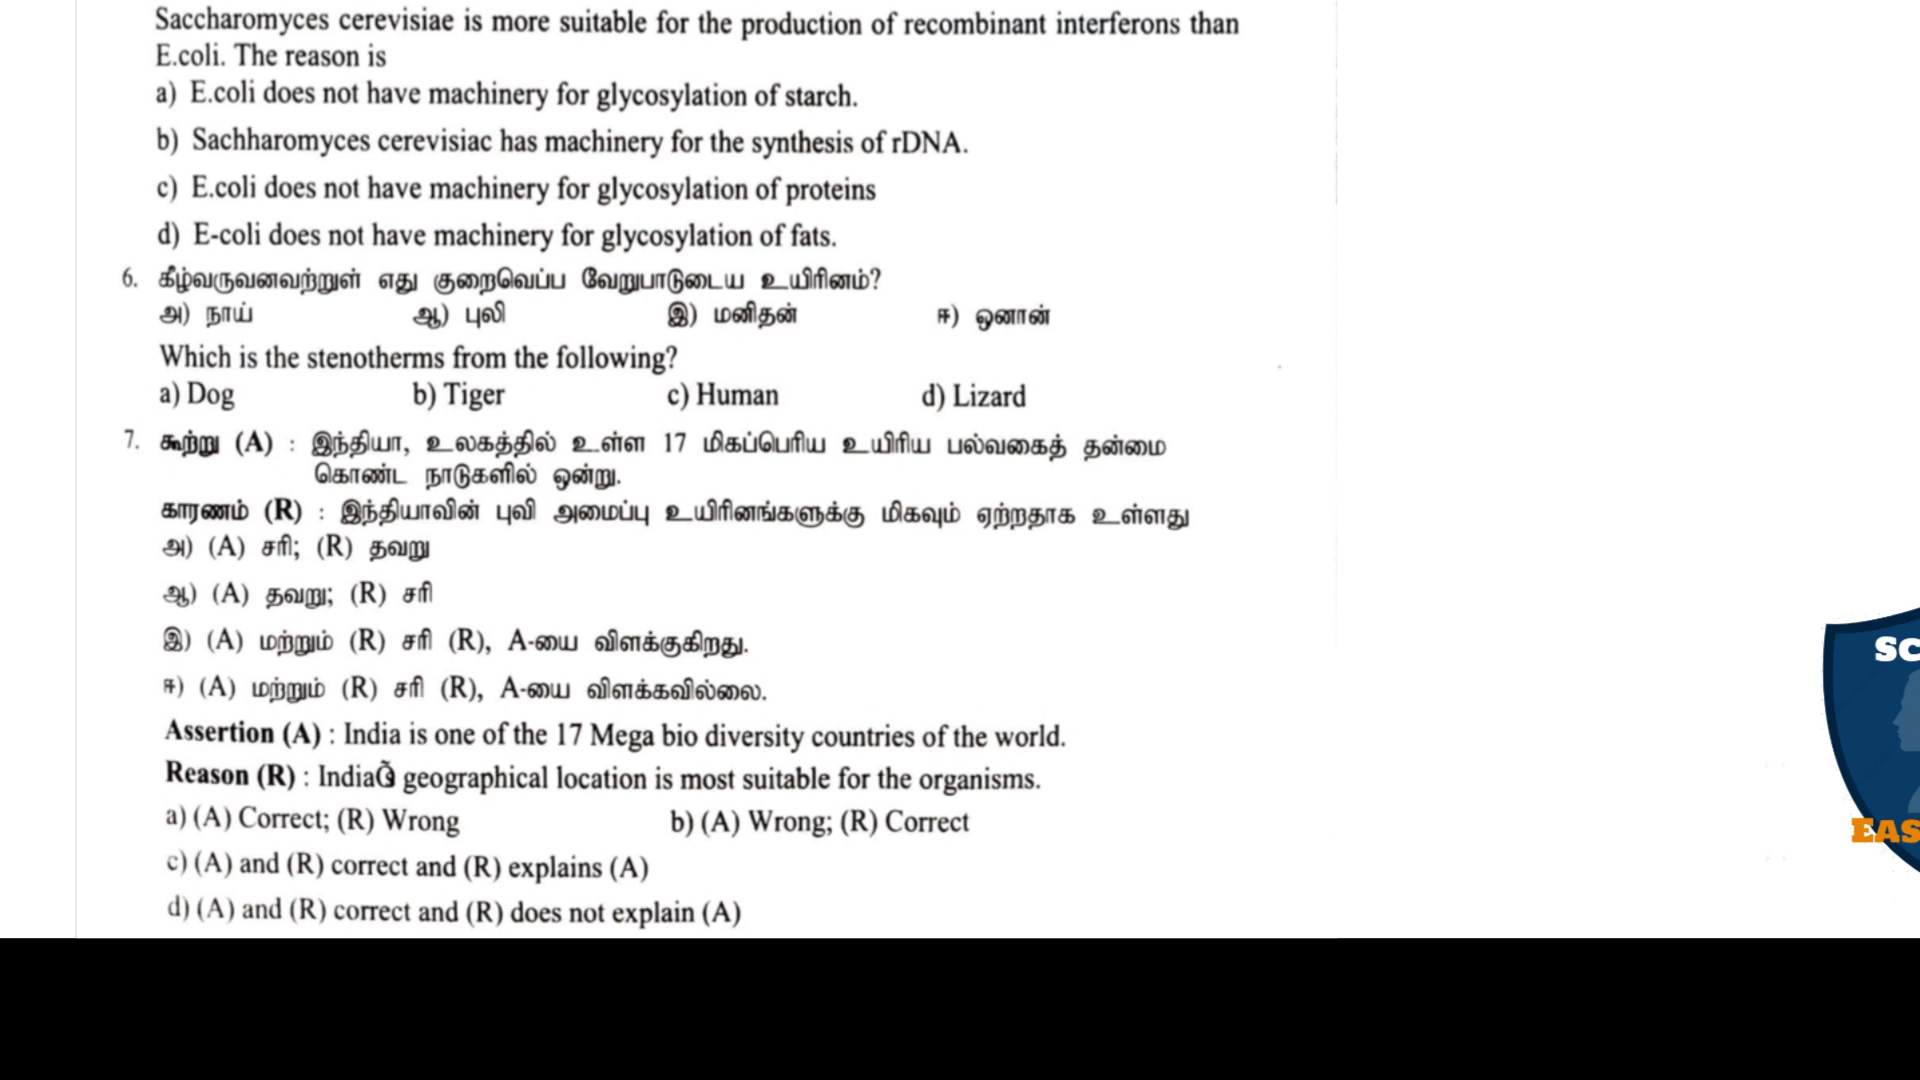 Saccharomyces cerevisiae is more suitable for the production of recombinant interferons than
E.coli. The reason is
a) E.coli does not have machinery for glycosylation of starch.
b) Sachharomyces cerevisiac has machinery for the synthesis of rDNA.
c) E.coli does not have machinery for glycosylation of proteins
d) E-coli does not have machinery for glycosylation of fats.
6. கீழ்வருவனவற்றுள் எது குறைவெப்ப வேறுபாடுடைய உயிரினம்?
அ) நாய் ஆ) புலி இ) மனிதன் ஈ) ஒனான்
Which is the stenotherms from the following?
a) Dog b) Tiger c) Human d) Lizard
7. கூற்று (A) : இந்தியா, உலகத்தில் உள்ள 17 மிகப்பெரிய உயிரிய பல்வகைத் தன்மை
கொண்ட நாடுகளில் ஒன்று.
காரணம் (R) : இந்தியாவின் புவி அமைப்பு உயிரினங்களுக்கு மிகவும் ஏற்றதாக உள்ளது
அ) (A) சரி; (R) தவறு
ஆ) (A) தவறு; (R) சரி
இ) (A) மற்றும் (R) சரி (R), A-யை விளக்குகிறது.
ஈ) (A) மற்றும் (R) சரி (R), A-யை விளக்கவில்லை.
Assertion (A) : India is one of the 17 Mega bio diversity countries of the world.
Reason (R) : IndiaÕs geographical location is most suitable for the organisms.
a) (A) Correct; (R) Wrong b) (A) Wrong; (R) Correct
c) (A) and (R) correct and (R) explains (A)
d) (A) and (R) correct and (R) does not explain (A)
SC
EAS